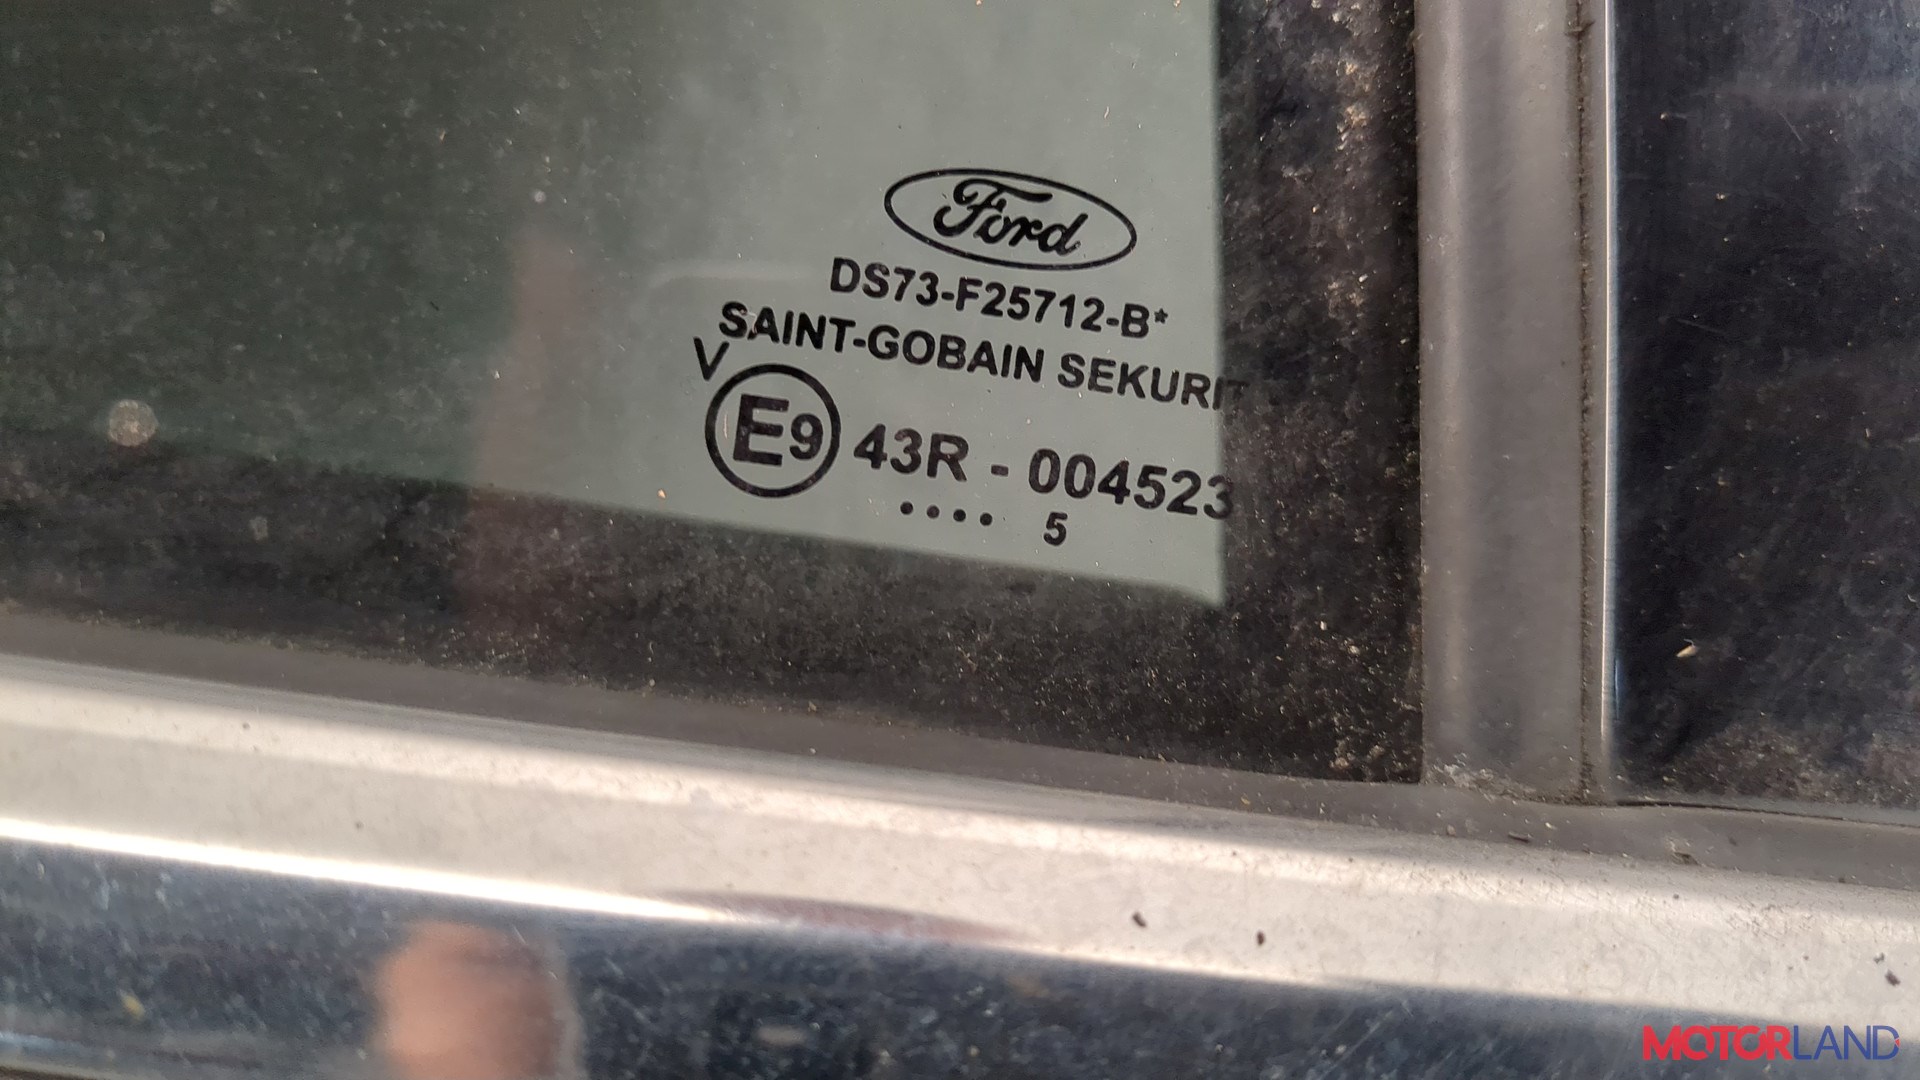 Ford
DS73-F25712-B*
SAINT-GOBAIN SEKURIT
V
E9 43R - 004523
.... 5
MOTORLAND